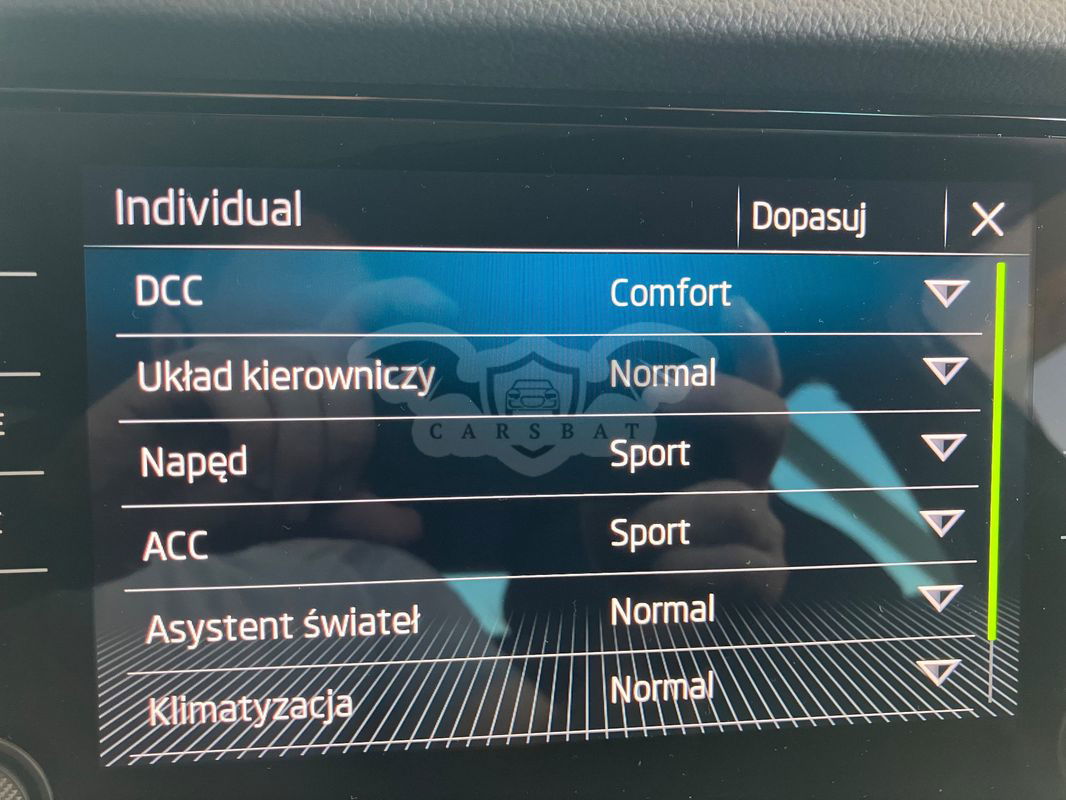 Individual Dopasuj
DCC Comfort
Układ kierowniczy Normal
CARSBAT
Napęd Sport
ACC Sport
Asystent świateł Normal
Klimatyzacja Normal